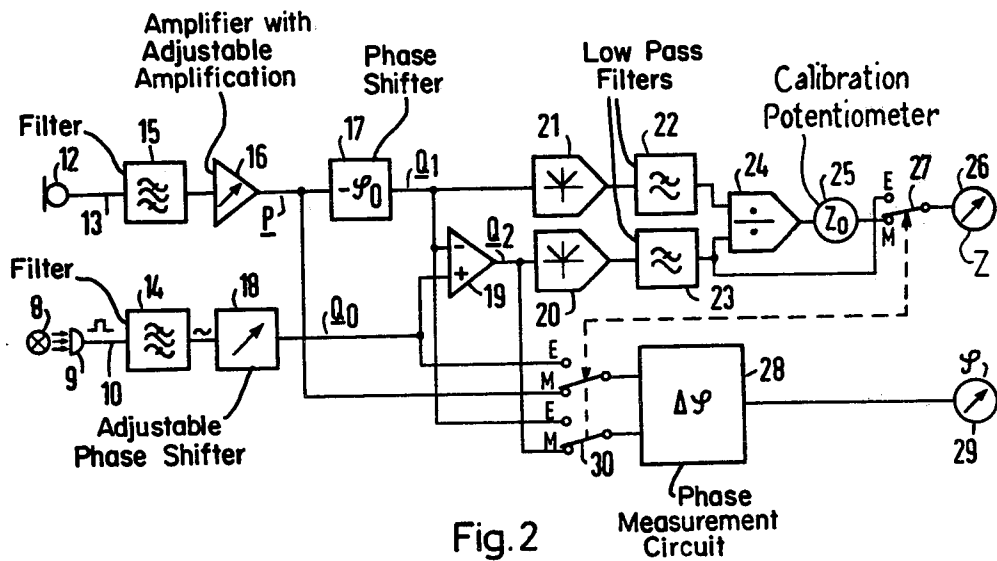 Amplifier with
Adjustable
Amplification
Phase
Shifter
Low Pass
Filters
Calibration
Potentiometer
Filter
12
15
16
17
Q1
21
22
24
25
E
27
26
-φ0
÷
Z0
M
13
P
Q2
-
+
19
20
23
Z
Filter
8
14
18
Q0
~
9
10
E
M
E
M
30
Δφ
28
φ
29
Adjustable
Phase Shifter
Phase
Measurement
Circuit
Fig. 2